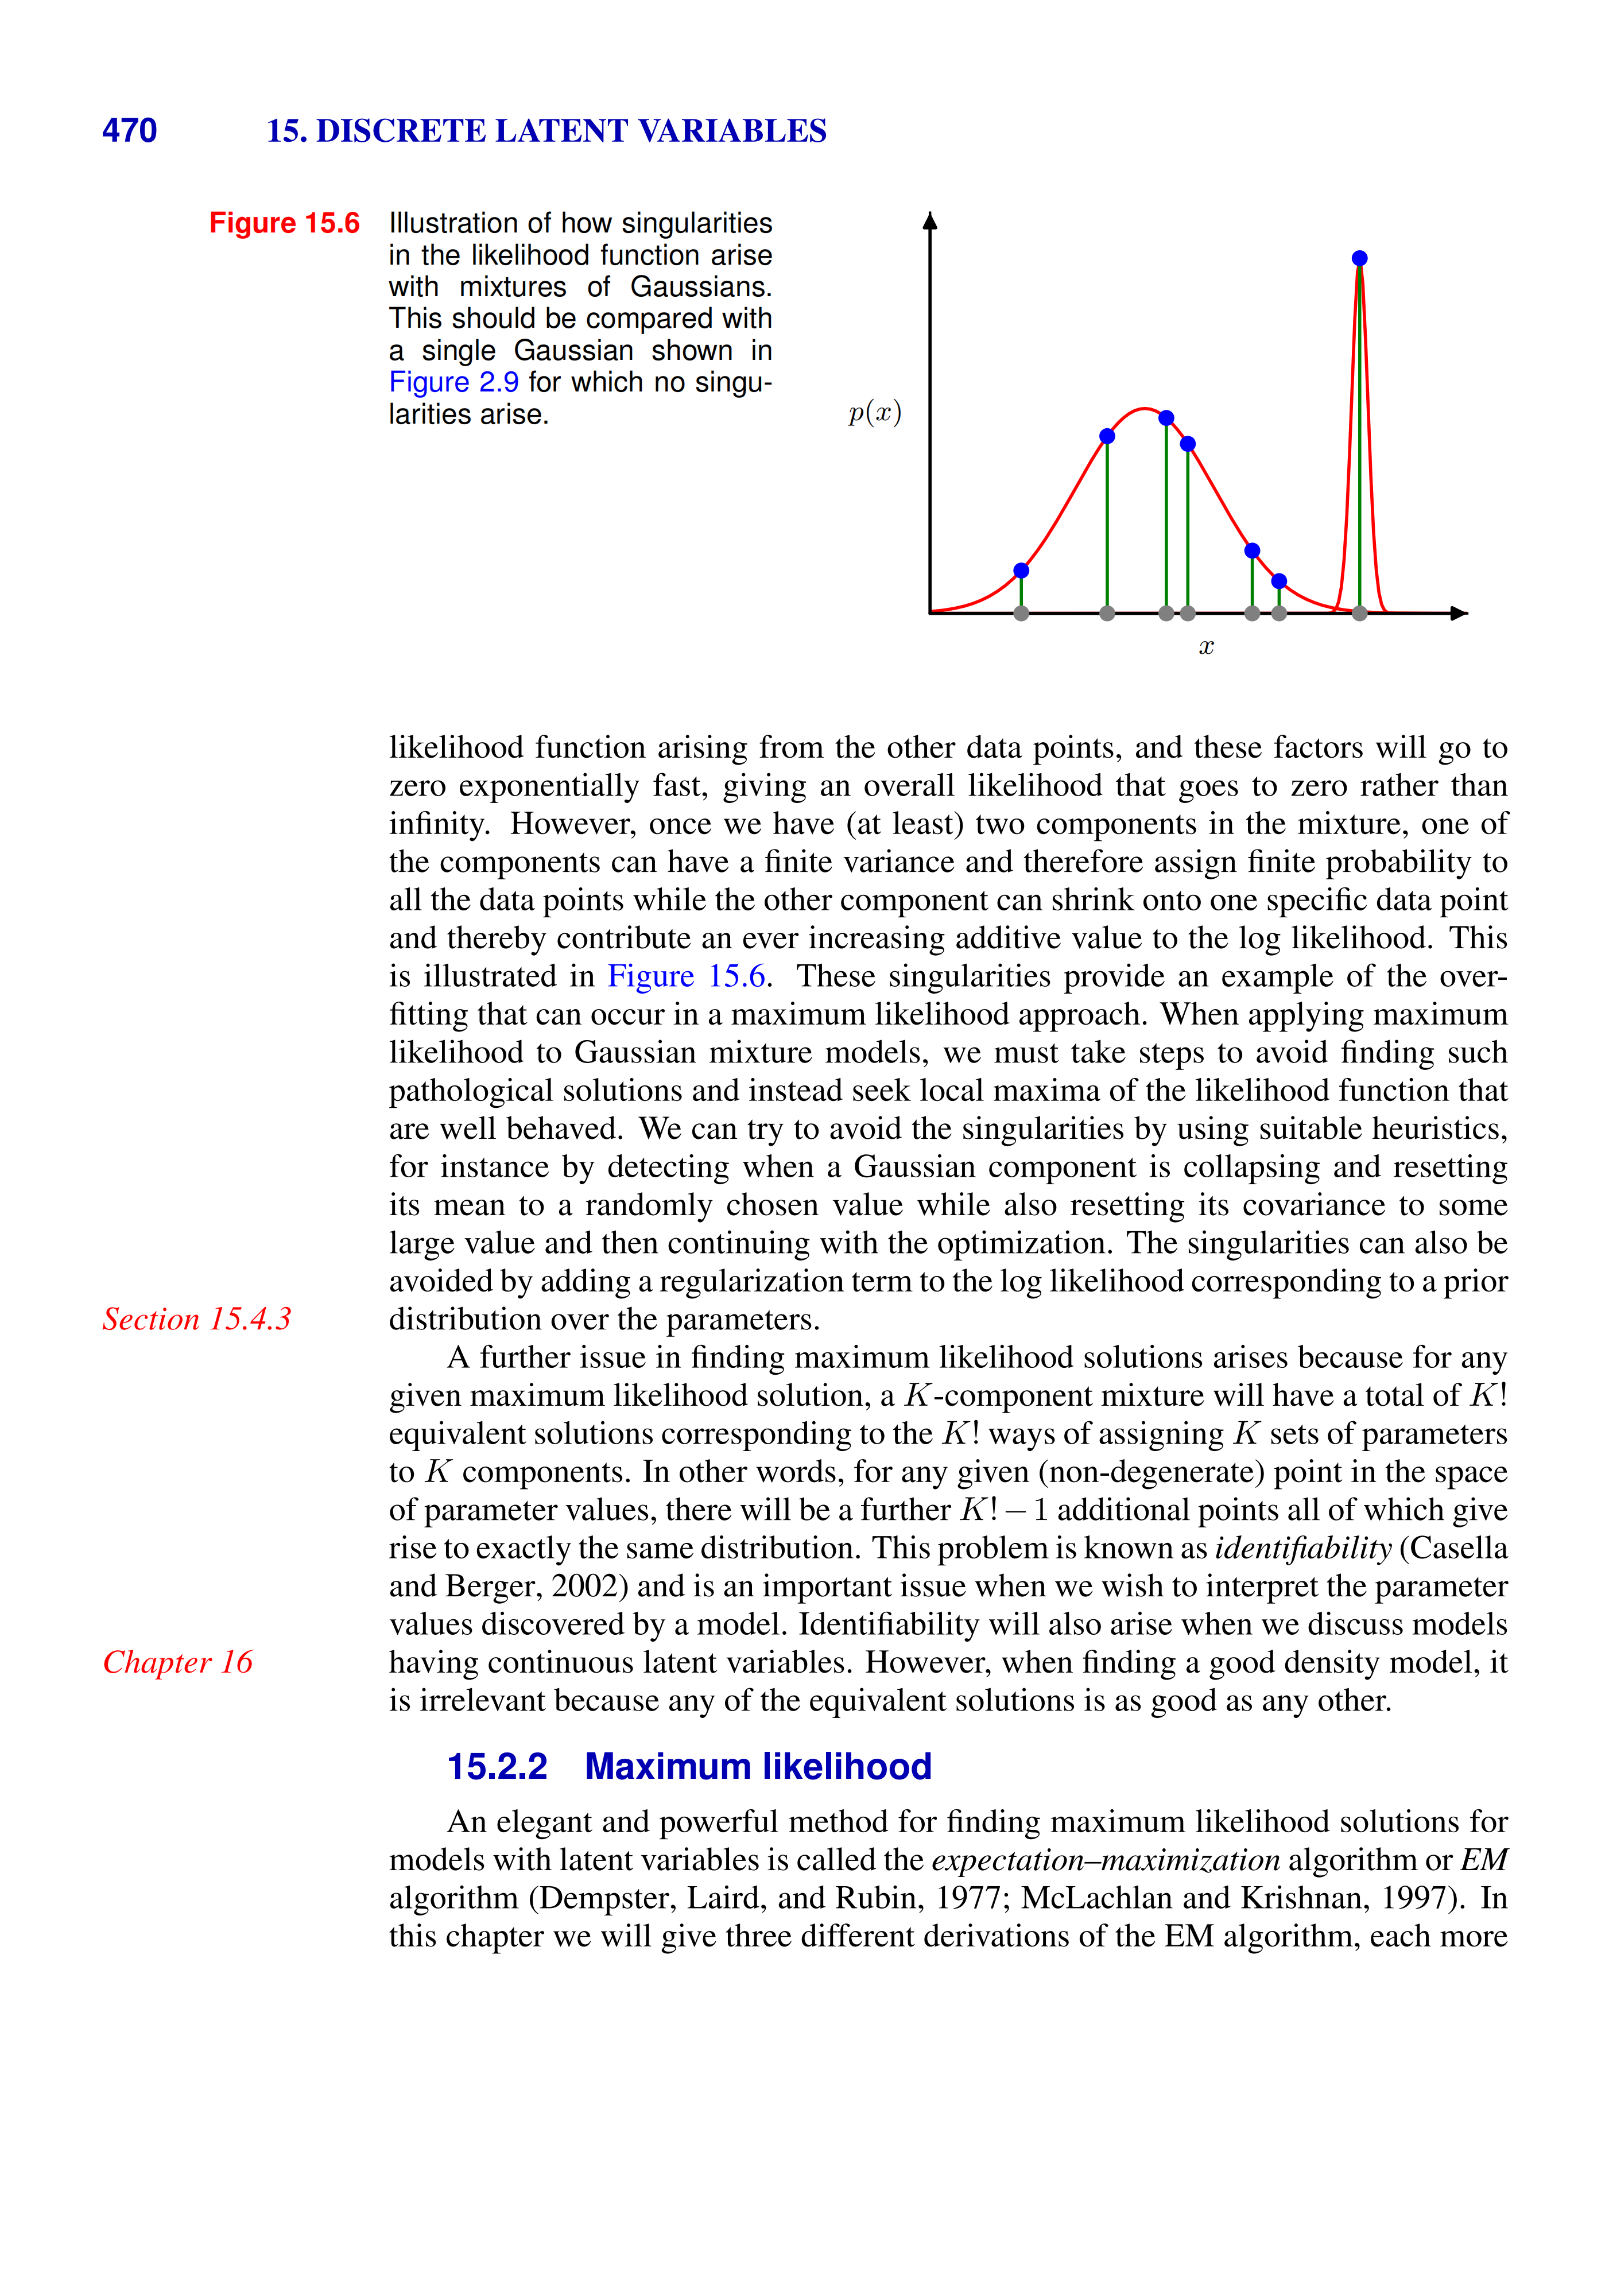 470 15. DISCRETE LATENT VARIABLES
Figure 15.6 Illustration of how singularities
in the likelihood function arise
with mixtures of Gaussians.
This should be compared with
a single Gaussian shown in
Figure 2.9 for which no singu-
larities arise.
p(x)
x
likelihood function arising from the other data points, and these factors will go to
zero exponentially fast, giving an overall likelihood that goes to zero rather than
infinity. However, once we have (at least) two components in the mixture, one of
the components can have a finite variance and therefore assign finite probability to
all the data points while the other component can shrink onto one specific data point
and thereby contribute an ever increasing additive value to the log likelihood. This
is illustrated in Figure 15.6. These singularities provide an example of the over-
fitting that can occur in a maximum likelihood approach. When applying maximum
likelihood to Gaussian mixture models, we must take steps to avoid finding such
pathological solutions and instead seek local maxima of the likelihood function that
are well behaved. We can try to avoid the singularities by using suitable heuristics,
for instance by detecting when a Gaussian component is collapsing and resetting
its mean to a randomly chosen value while also resetting its covariance to some
large value and then continuing with the optimization. The singularities can also be
avoided by adding a regularization term to the log likelihood corresponding to a prior
Section 15.4.3 distribution over the parameters.
A further issue in finding maximum likelihood solutions arises because for any
given maximum likelihood solution, a K-component mixture will have a total of K!
equivalent solutions corresponding to the K! ways of assigning K sets of parameters
to K components. In other words, for any given (non-degenerate) point in the space
of parameter values, there will be a further K! − 1 additional points all of which give
rise to exactly the same distribution. This problem is known as identifiability (Casella
and Berger, 2002) and is an important issue when we wish to interpret the parameter
values discovered by a model. Identifiability will also arise when we discuss models
Chapter 16 having continuous latent variables. However, when finding a good density model, it
is irrelevant because any of the equivalent solutions is as good as any other.
15.2.2 Maximum likelihood
An elegant and powerful method for finding maximum likelihood solutions for
models with latent variables is called the expectation–maximization algorithm or EM
algorithm (Dempster, Laird, and Rubin, 1977; McLachlan and Krishnan, 1997). In
this chapter we will give three different derivations of the EM algorithm, each more